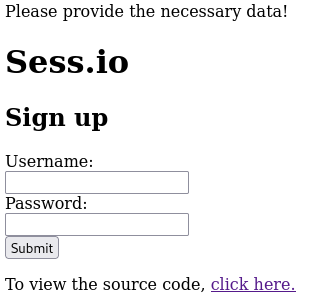 Please provide the necessary data!
Sess.io
Sign up
Username:
Password:
Submit
To view the source code, click here.